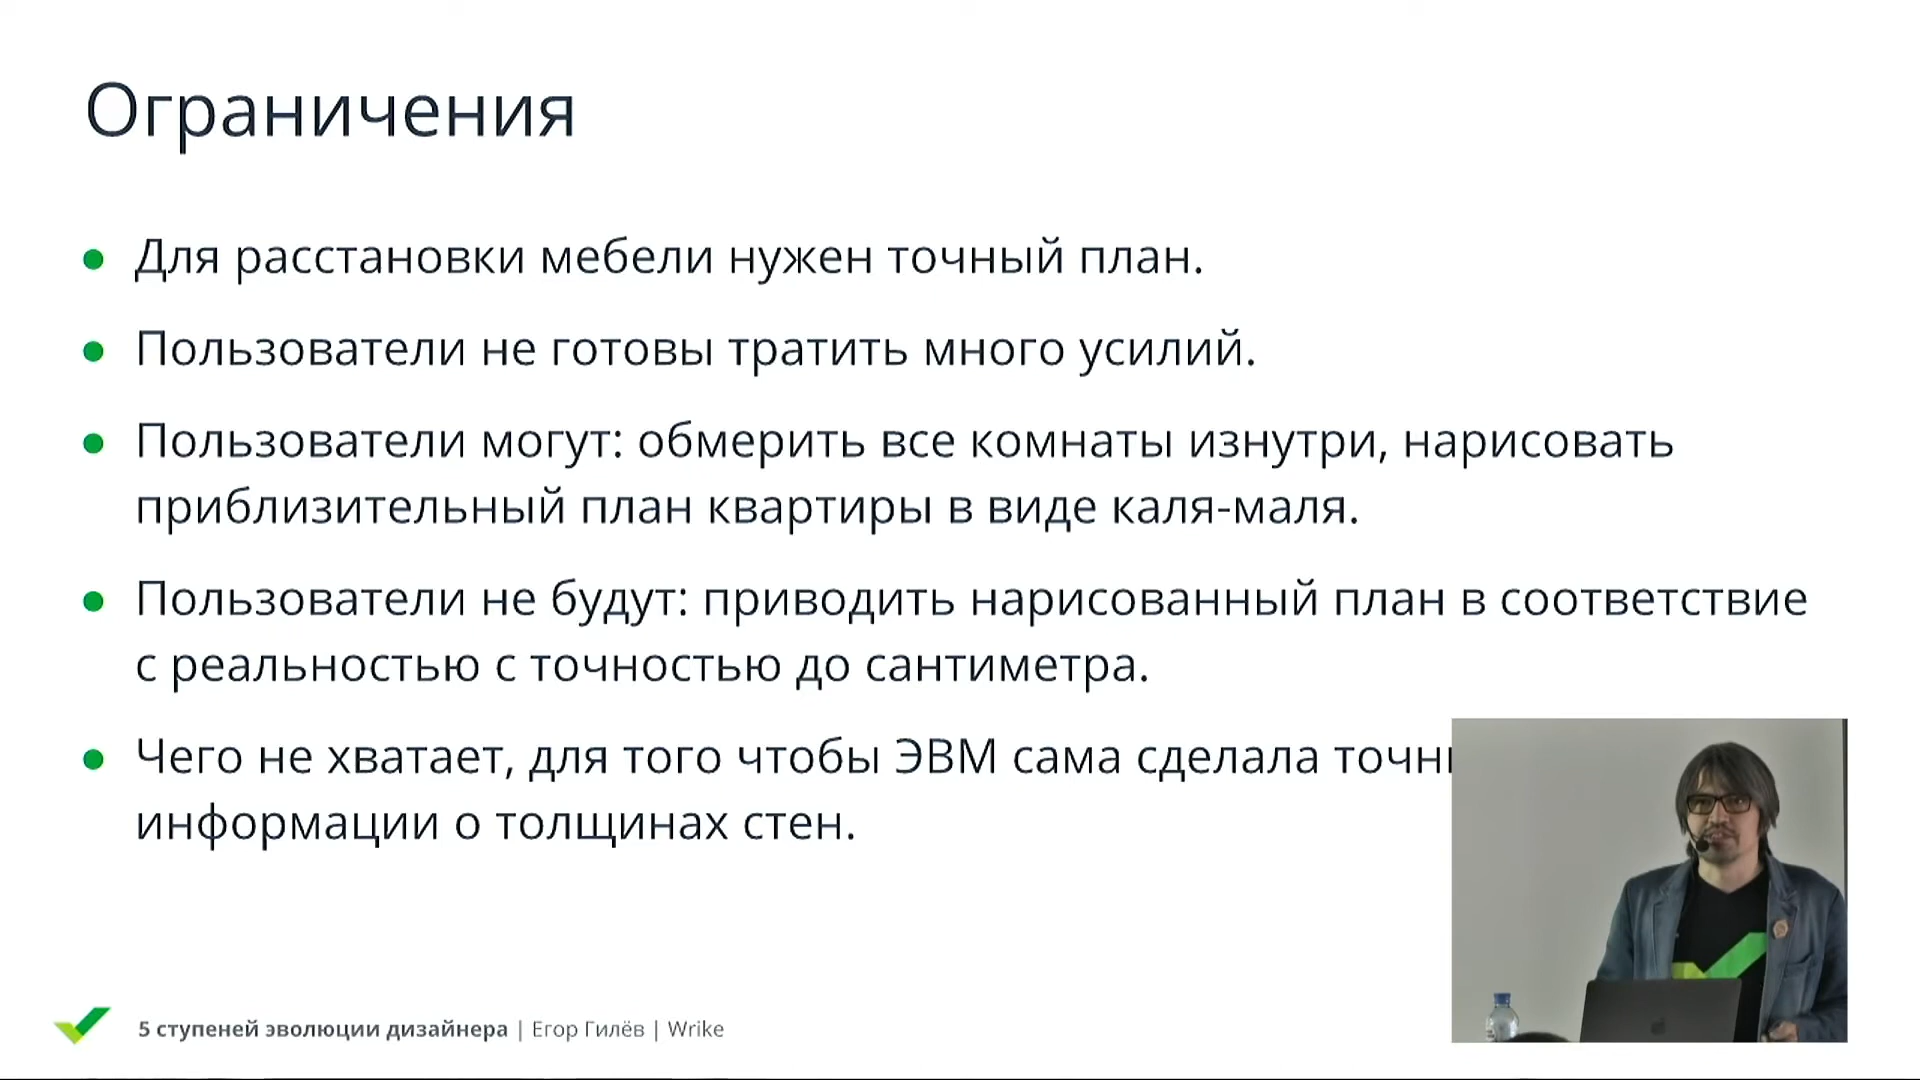 Ограничения
Для расстановки мебели нужен точный план.
Пользователи не готовы тратить много усилий.
Пользователи могут: обмерить все комнаты изнутри, нарисовать
приблизительный план квартиры в виде каля-маля.
Пользователи не будут: приводить нарисованный план в соответствие
с реальностью с точностью до сантиметра.
Чего не хватает, для того чтобы ЭВМ сама сделала
информации о толщинах стен.
5 ступеней эволюции дизайнера | Егор Гилёв | Wrike